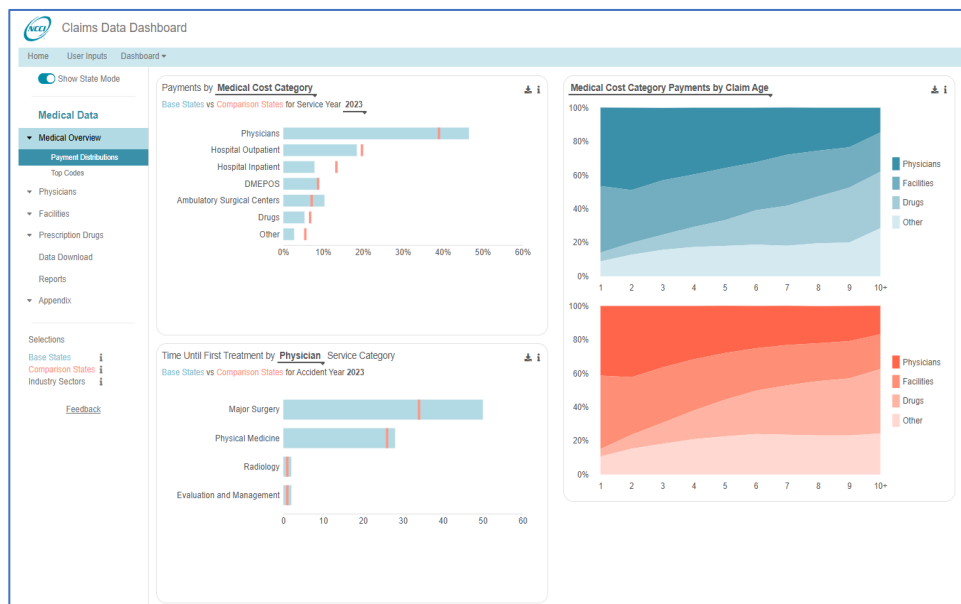 NCCI
Claims Data Dashboard
Home User Inputs Dashboard
Show State Mode
Medical Data
Medical Overview
Payment Distributions
Top Codes
Physicians
Facilities
Prescription Drugs
Data Download
Reports
Appendix
Selections
Base States i
Comparison States i
Industry Sectors i
Feedback
Payments by Medical Cost Category
Base States vs Comparison States for Service Year 2023
Physicians
Hospital Outpatient
Hospital Inpatient
DMEPOS
Ambulatory Surgical Centers
Drugs
Other
0% 10% 20% 30% 40% 50% 60%
Time Until First Treatment by Physician Service Category
Base States vs Comparison States for Accident Year 2023
Major Surgery
Physical Medicine
Radiology
Evaluation and Management
0 10 20 30 40 50 60
Medical Cost Category Payments by Claim Age
100%
80%
60%
40%
20%
0%
1 2 3 4 5 6 7 8 9 10+
Physicians
Facilities
Drugs
Other
100%
80%
60%
40%
20%
0%
1 2 3 4 5 6 7 8 9 10+
Physicians
Facilities
Drugs
Other